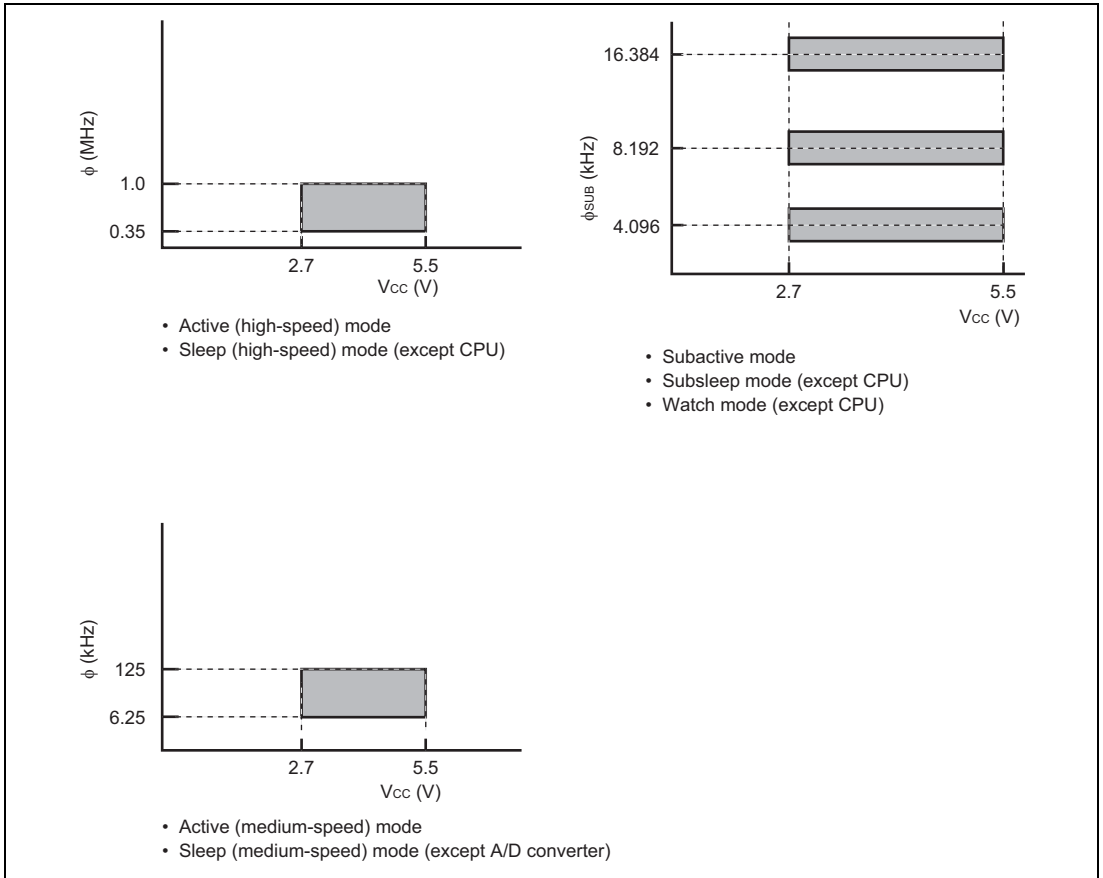 φ (MHz)
1.0
0.35
2.7
5.5
Vcc (V)
• Active (high-speed) mode
• Sleep (high-speed) mode (except CPU)
φSUB (kHz)
16.384
8.192
4.096
2.7
5.5
Vcc (V)
• Subactive mode
• Subsleep mode (except CPU)
• Watch mode (except CPU)
φ (kHz)
125
6.25
2.7
5.5
Vcc (V)
• Active (medium-speed) mode
• Sleep (medium-speed) mode (except A/D converter)